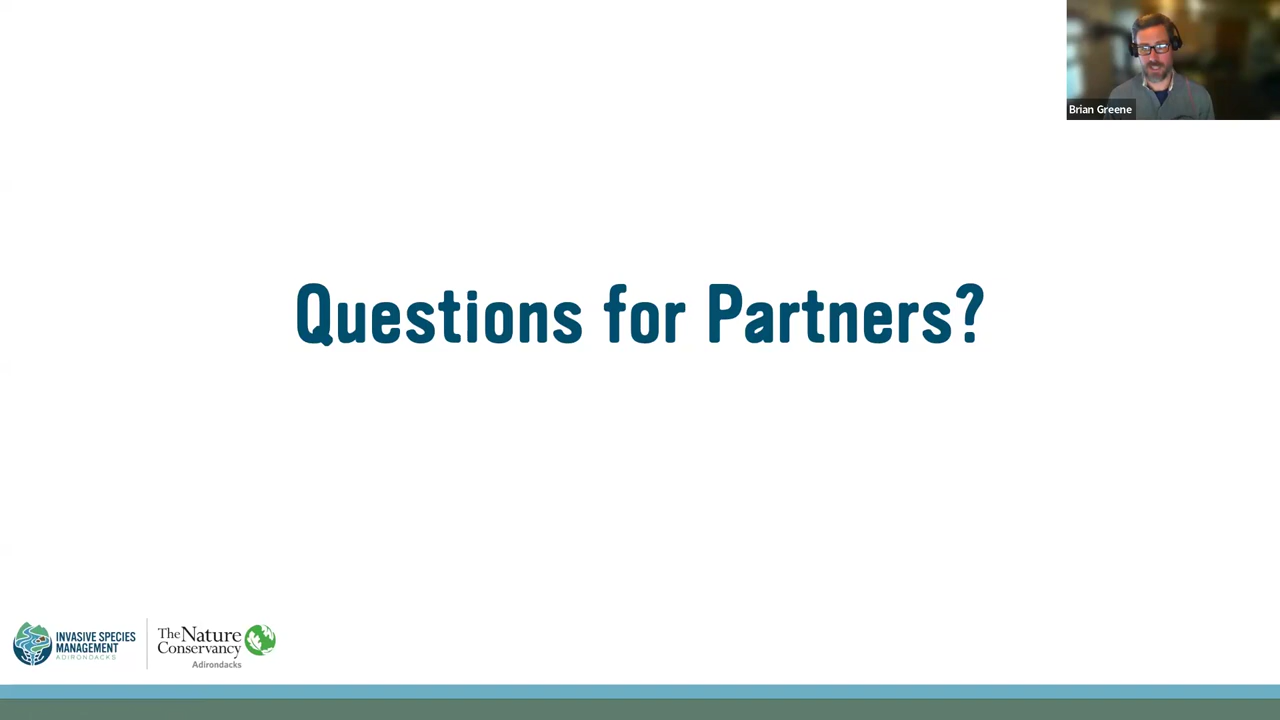 Brian Greene
Questions for Partners?
INVASIVE SPECIES
MANAGEMENT
ADIRONDACKS
The Nature
Conservancy
Adirondacks